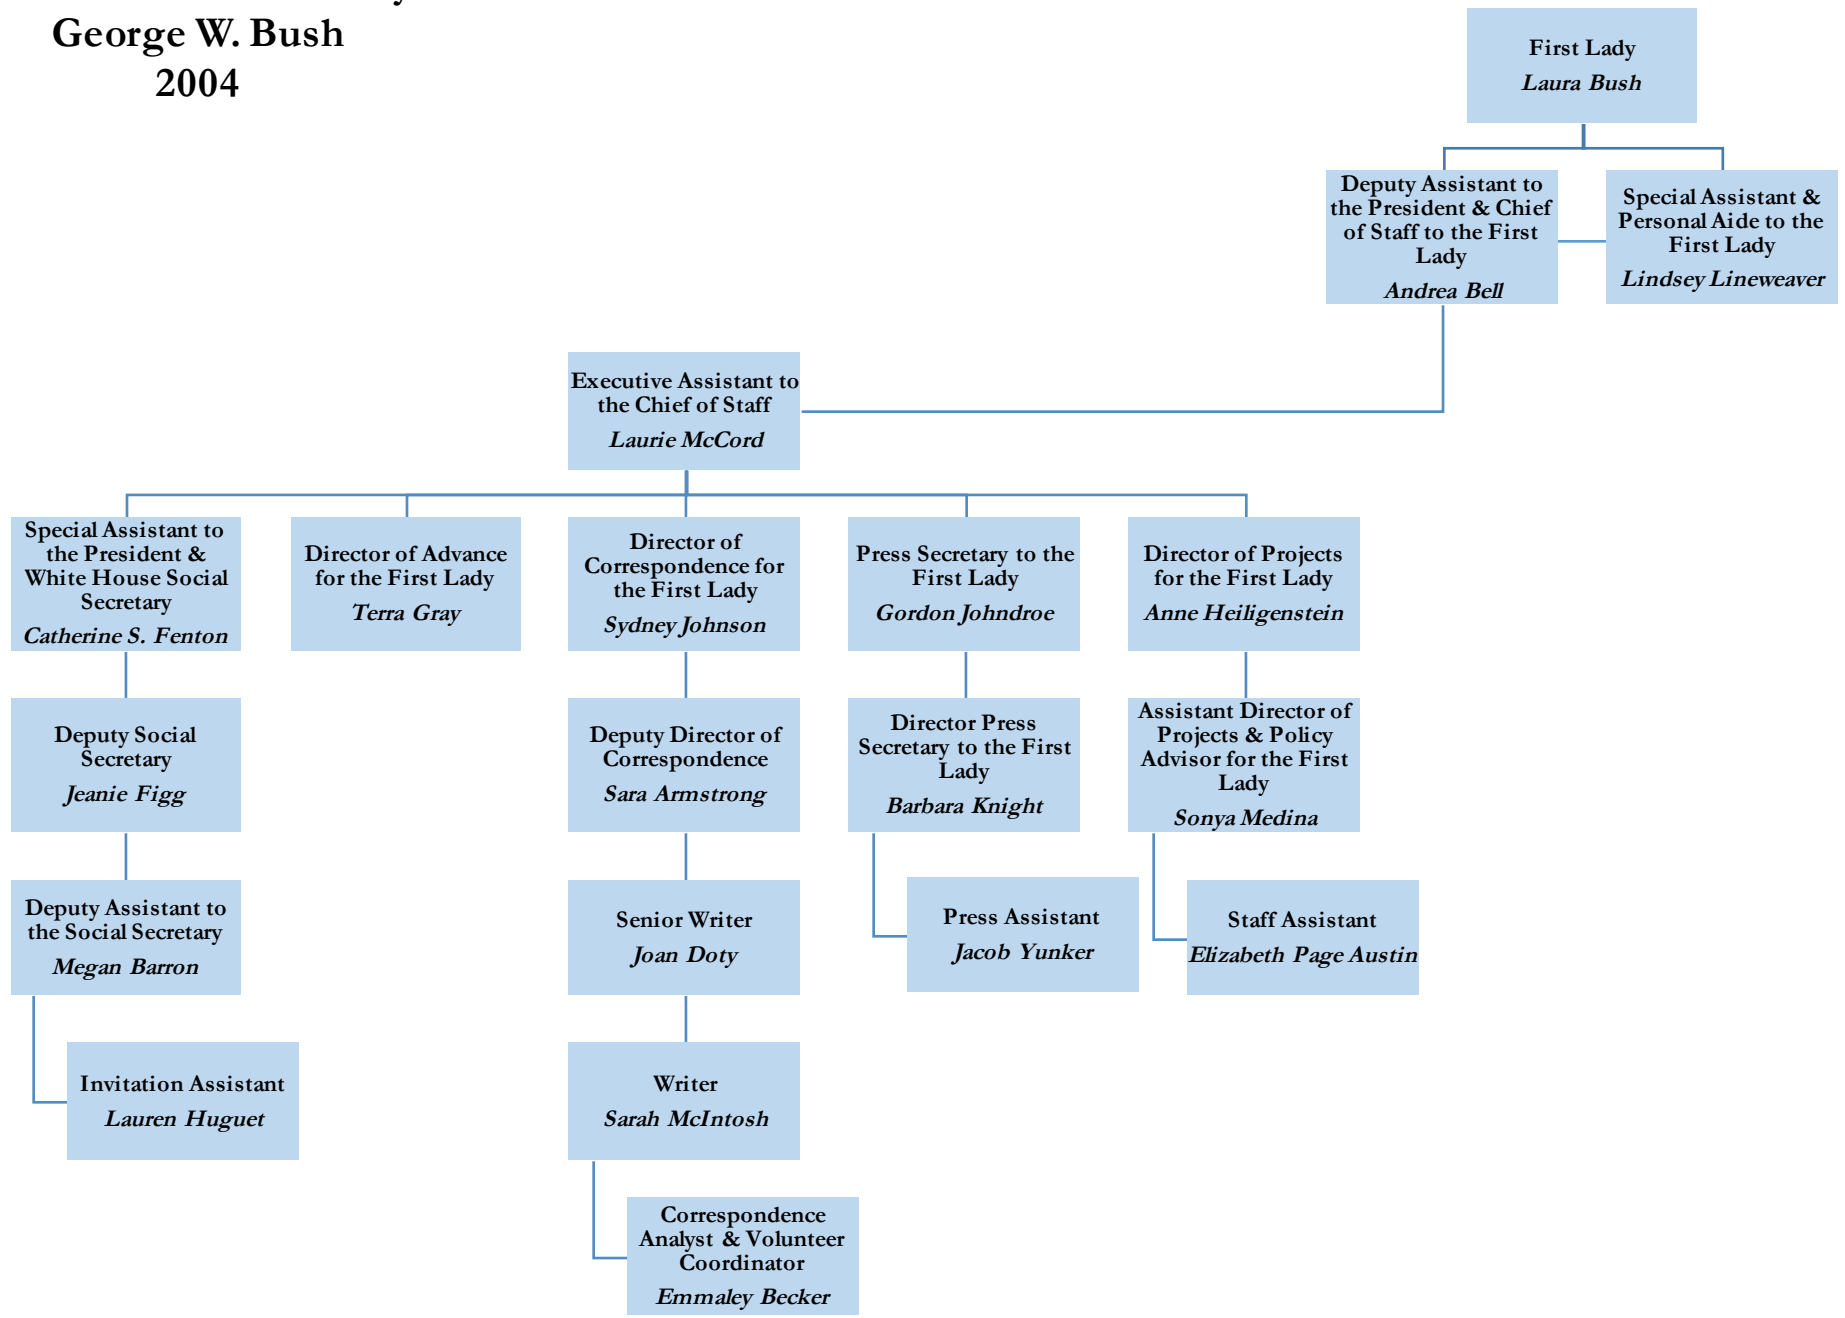 George W. Bush
2004
First Lady
Laura Bush
Deputy Assistant to
the President & Chief
of Staff to the First
Lady
Andrea Bell
Special Assistant &
Personal Aide to the
First Lady
Lindsey Lineweaver
Executive Assistant to
the Chief of Staff
Laurie McCord
Special Assistant to
the President &
White House Social
Secretary
Catherine S. Fenton
Director of Advance
for the First Lady
Terra Gray
Director of
Correspondence for
the First Lady
Sydney Johnson
Press Secretary to the
First Lady
Gordon Johndroe
Director of Projects
for the First Lady
Anne Heiligenstein
Deputy Social
Secretary
Jeanie Figg
Deputy Director of
Correspondence
Sara Armstrong
Director Press
Secretary to the First
Lady
Barbara Knight
Assistant Director of
Projects & Policy
Advisor for the First
Lady
Sonya Medina
Deputy Assistant to
the Social Secretary
Megan Barron
Senior Writer
Joan Doty
Press Assistant
Jacob Yunker
Staff Assistant
Elizabeth Page Austin
Invitation Assistant
Lauren Huguet
Writer
Sarah McIntosh
Correspondence
Analyst & Volunteer
Coordinator
Emmaley Becker